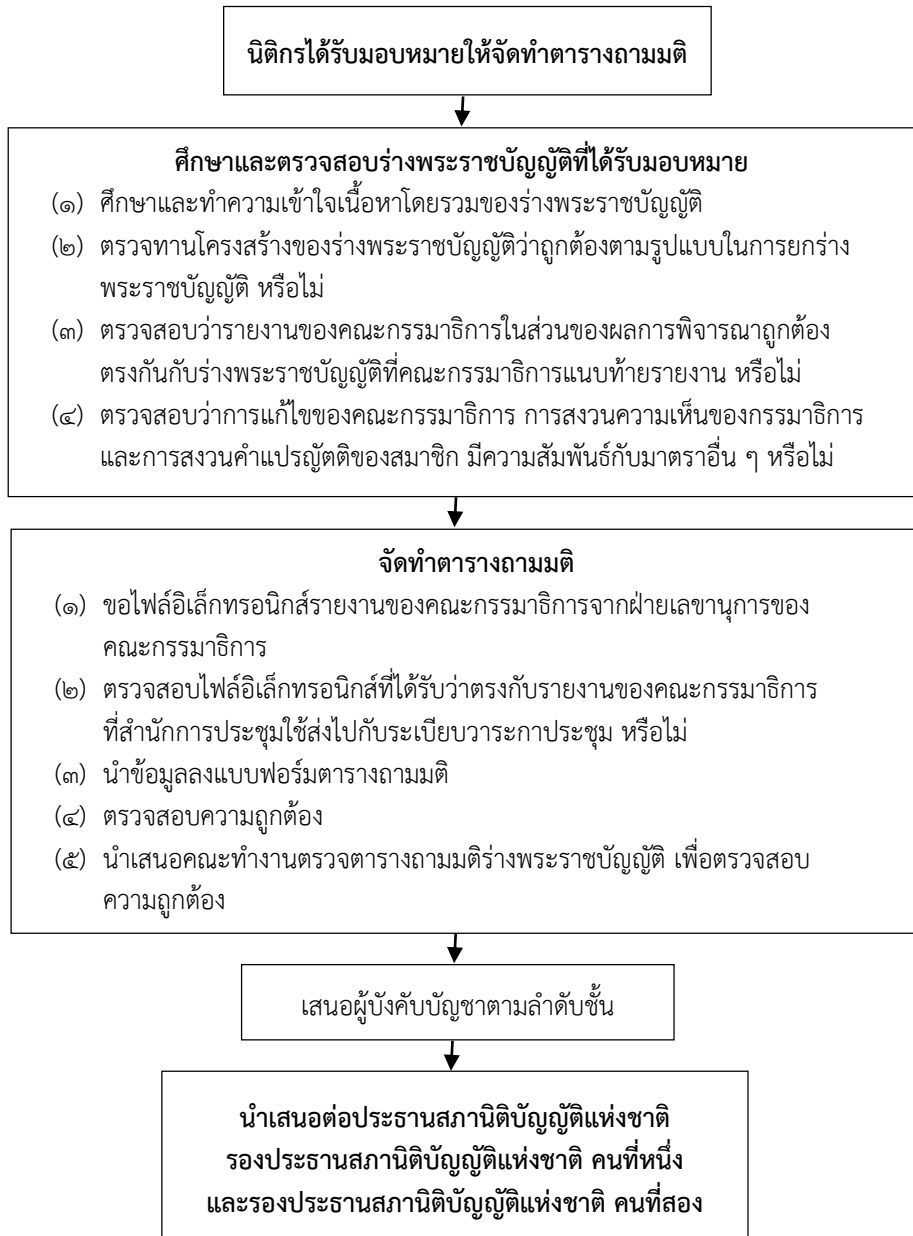 นิติกรได้รับมอบหมายให้จัดทำตารางถามมติ
ศึกษาและตรวจสอบร่างพระราชบัญญัติที่ได้รับมอบหมาย
(๑) ศึกษาและทำความเข้าใจเนื้อหาโดยรวมของร่างพระราชบัญญัติ
(๒) ตรวจทานโครงสร้างของร่างพระราชบัญญัติว่าถูกต้องตามรูปแบบในการยกร่าง
พระราชบัญญัติ หรือไม่
(๓) ตรวจสอบว่ารายงานของคณะกรรมาธิการในส่วนของผลการพิจารณาถูกต้อง
ตรงกันกับร่างพระราชบัญญัติที่คณะกรรมาธิการแนบท้ายรายงาน หรือไม่
(๔) ตรวจสอบว่าการแก้ไขของคณะกรรมาธิการ การสงวนความเห็นของกรรมาธิการ
และการสงวนคำแปรญัตติของสมาชิก มีความสัมพันธ์กับมาตราอื่น ๆ หรือไม่
จัดทำตารางถามมติ
(๑) ขอไฟล์อิเล็กทรอนิกส์รายงานของคณะกรรมาธิการจากฝ่ายเลขานุการของ
คณะกรรมาธิการ
(๒) ตรวจสอบไฟล์อิเล็กทรอนิกส์ที่ได้รับว่าตรงกับรายงานของคณะกรรมาธิการ
ที่สำนักการประชุมใช้ส่งไปกับระเบียบวาระกาประชุม หรือไม่
(๓) นำข้อมูลลงแบบฟอร์มตารางถามมติ
(๔) ตรวจสอบความถูกต้อง
(๕) นำเสนอคณะทำงานตรวจตารางถามมติร่างพระราชบัญญัติ เพื่อตรวจสอบ
ความถูกต้อง
เสนอผู้บังคับบัญชาตามลำดับชั้น
นำเสนอต่อประธานสภานิติบัญญัติแห่งชาติ
รองประธานสภานิติบัญญัติแห่งชาติ คนที่หนึ่ง
และรองประธานสภานิติบัญญัติแห่งชาติ คนที่สอง